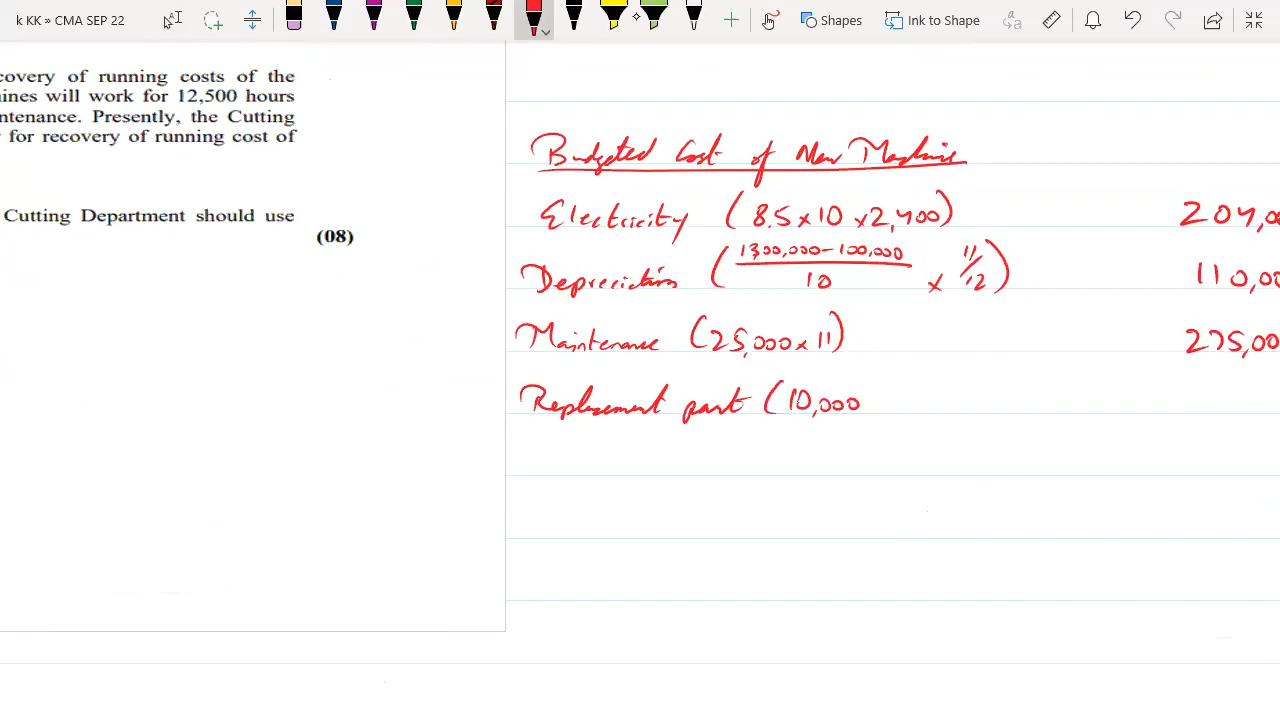 k KK » CMA SEP 22
Shapes
Ink to Shape
covery of running costs of the
nines will work for 12,500 hours
ntenance. Presently, the Cutting
for recovery of running cost of
Cutting Department should use
(08)
Budgeted Cost of New Machine
Electricity (8.5 x 10 x 2,400) 204,00
Depreciation (1300,000 - 100,000 / 10 x 11/12) 110,00
Maintenance (25,000 x 11) 275,00
Replacement part (10,000